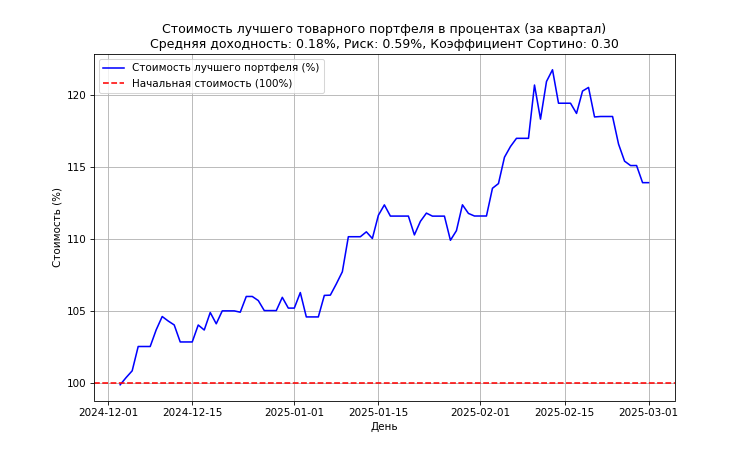 Стоимость лучшего товарного портфеля в процентах (за квартал)
Средняя доходность: 0.18%, Риск: 0.59%, Коэффициент Сортино: 0.30
Стоимость лучшего портфеля (%)
Начальная стоимость (100%)
Стоимость (%)
120
115
110
105
100
2024-12-01
2024-12-15
2025-01-01
2025-01-15
2025-02-01
2025-02-15
2025-03-01
День